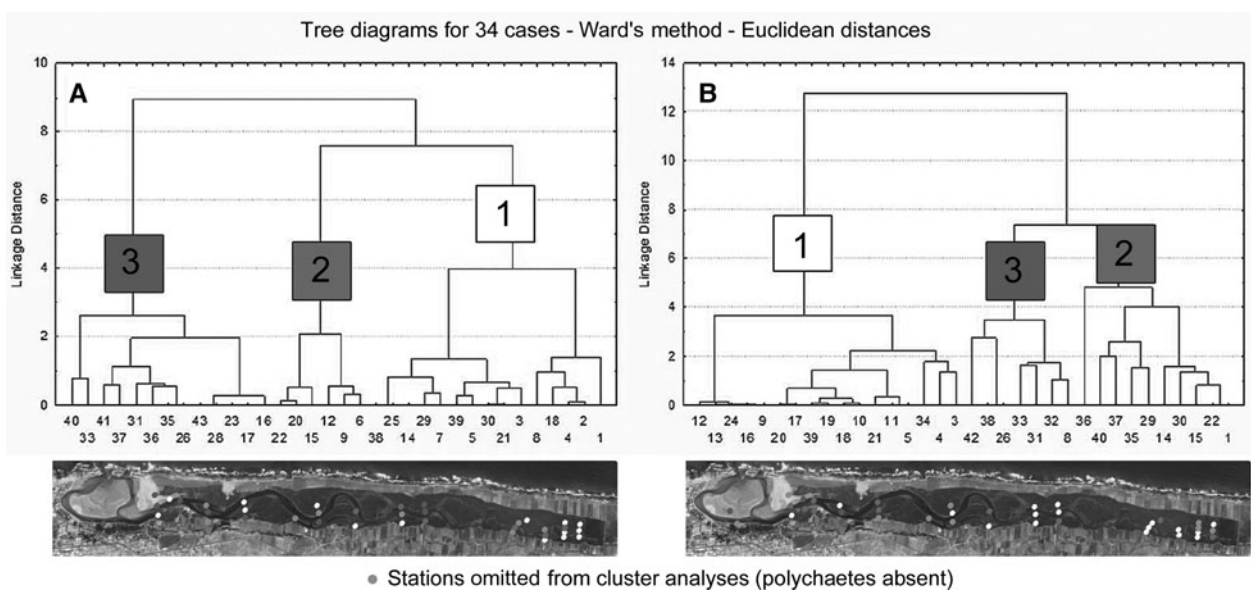 Tree diagrams for 34 cases - Ward's method - Euclidean distances
A
10
8
6
4
2
0
Linkage Distance
3
2
1
40 41 31 35 43 23 20 12 6 25 29 39 30 3 18 2
33 37 36 26 28 17 16 22 15 9 38 14 7 5 21 8 4 1
B
14
12
10
8
6
4
2
0
Linkage Distance
1
3
2
12 24 9 17 19 10 11 34 3 38 33 32 36 37 29 30 22
13 16 20 39 18 21 5 4 42 26 31 8 40 35 14 15 1
● Stations omitted from cluster analyses (polychaetes absent)